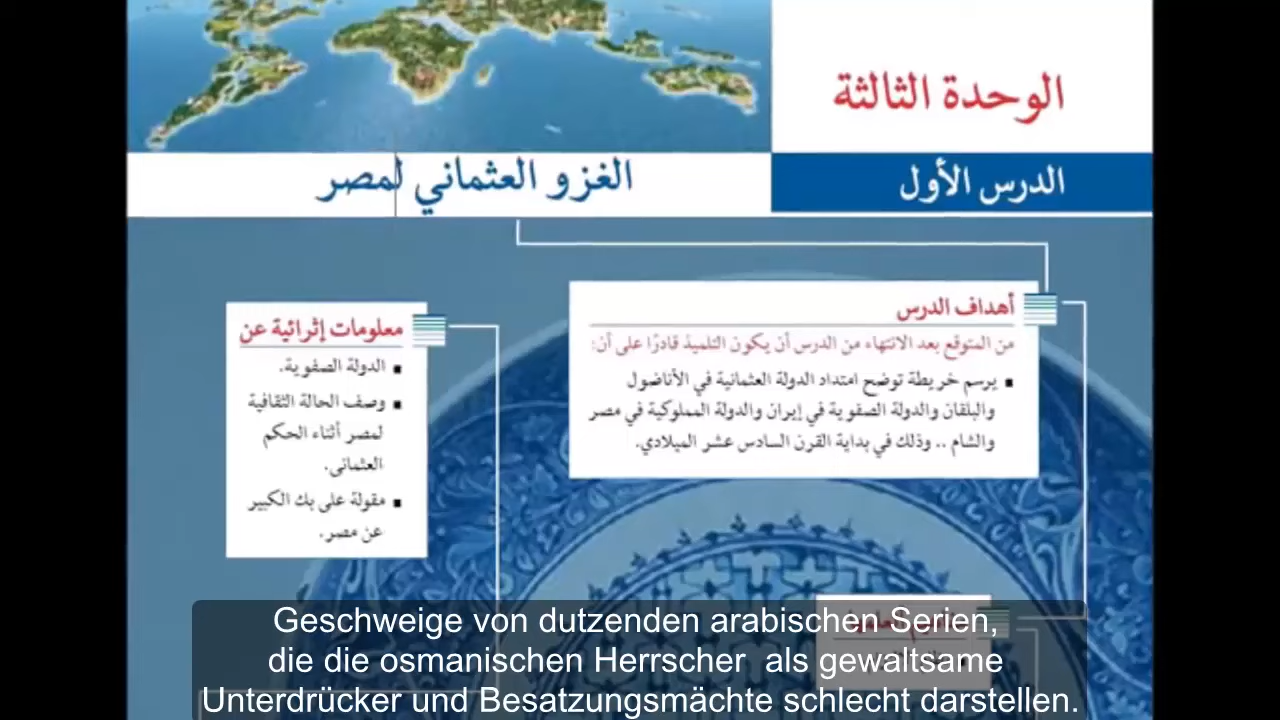 الوحدة الثالثة
الدرس الأول
الغزو العثماني لمصر
أهداف الدرس
من المتوقع بعد الانتهاء من الدرس أن يكون التلميذ قادرًا على أن:
▪ يرسم خريطة توضح امتداد الدولة العثمانية في الأناضول
والبلقان والدولة الصفوية في إيران والدولة المملوكية في مصر
والشام .. وذلك في بداية القرن السادس عشر الميلادي.
معلومات إثرائية عن
▪ الدولة الصفوية.
▪ وصف الحالة الثقافية
لمصر أثناء الحكم
العثمانى.
▪ مقولة على بك الكبير
عن مصر.
Geschweige von dutzenden arabischen Serien,
die die osmanischen Herrscher als gewaltsame
Unterdrücker und Besatzungsmächte schlecht darstellen.